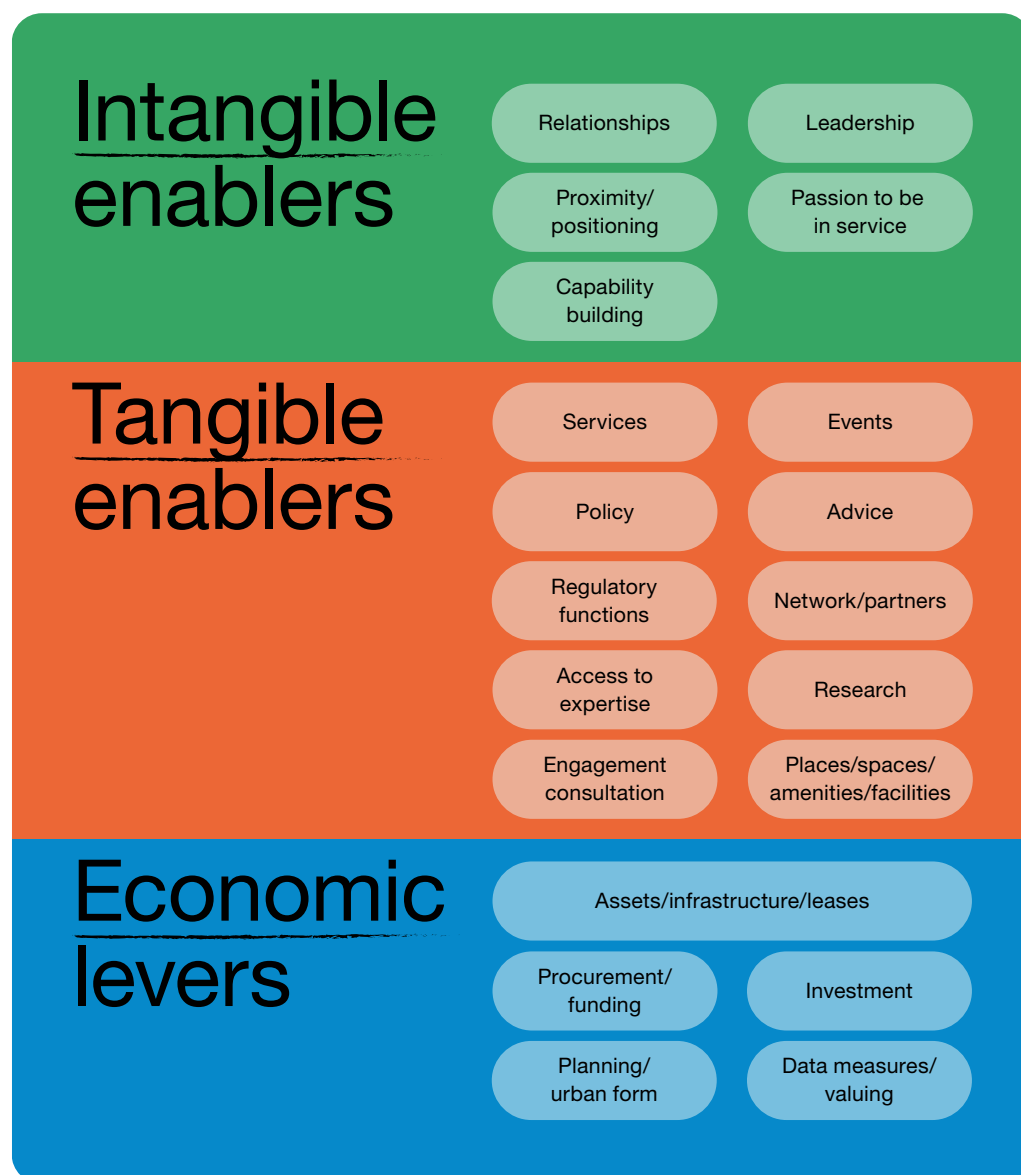 Intangible
enablers
Relationships
Leadership
Proximity/
positioning
Passion to be
in service
Capability
building
Tangible
enablers
Services
Events
Policy
Advice
Regulatory
functions
Network/partners
Access to
expertise
Research
Engagement
consultation
Places/spaces/
amenities/facilities
Economic
levers
Assets/infrastructure/leases
Procurement/
funding
Investment
Planning/
urban form
Data measures/
valuing